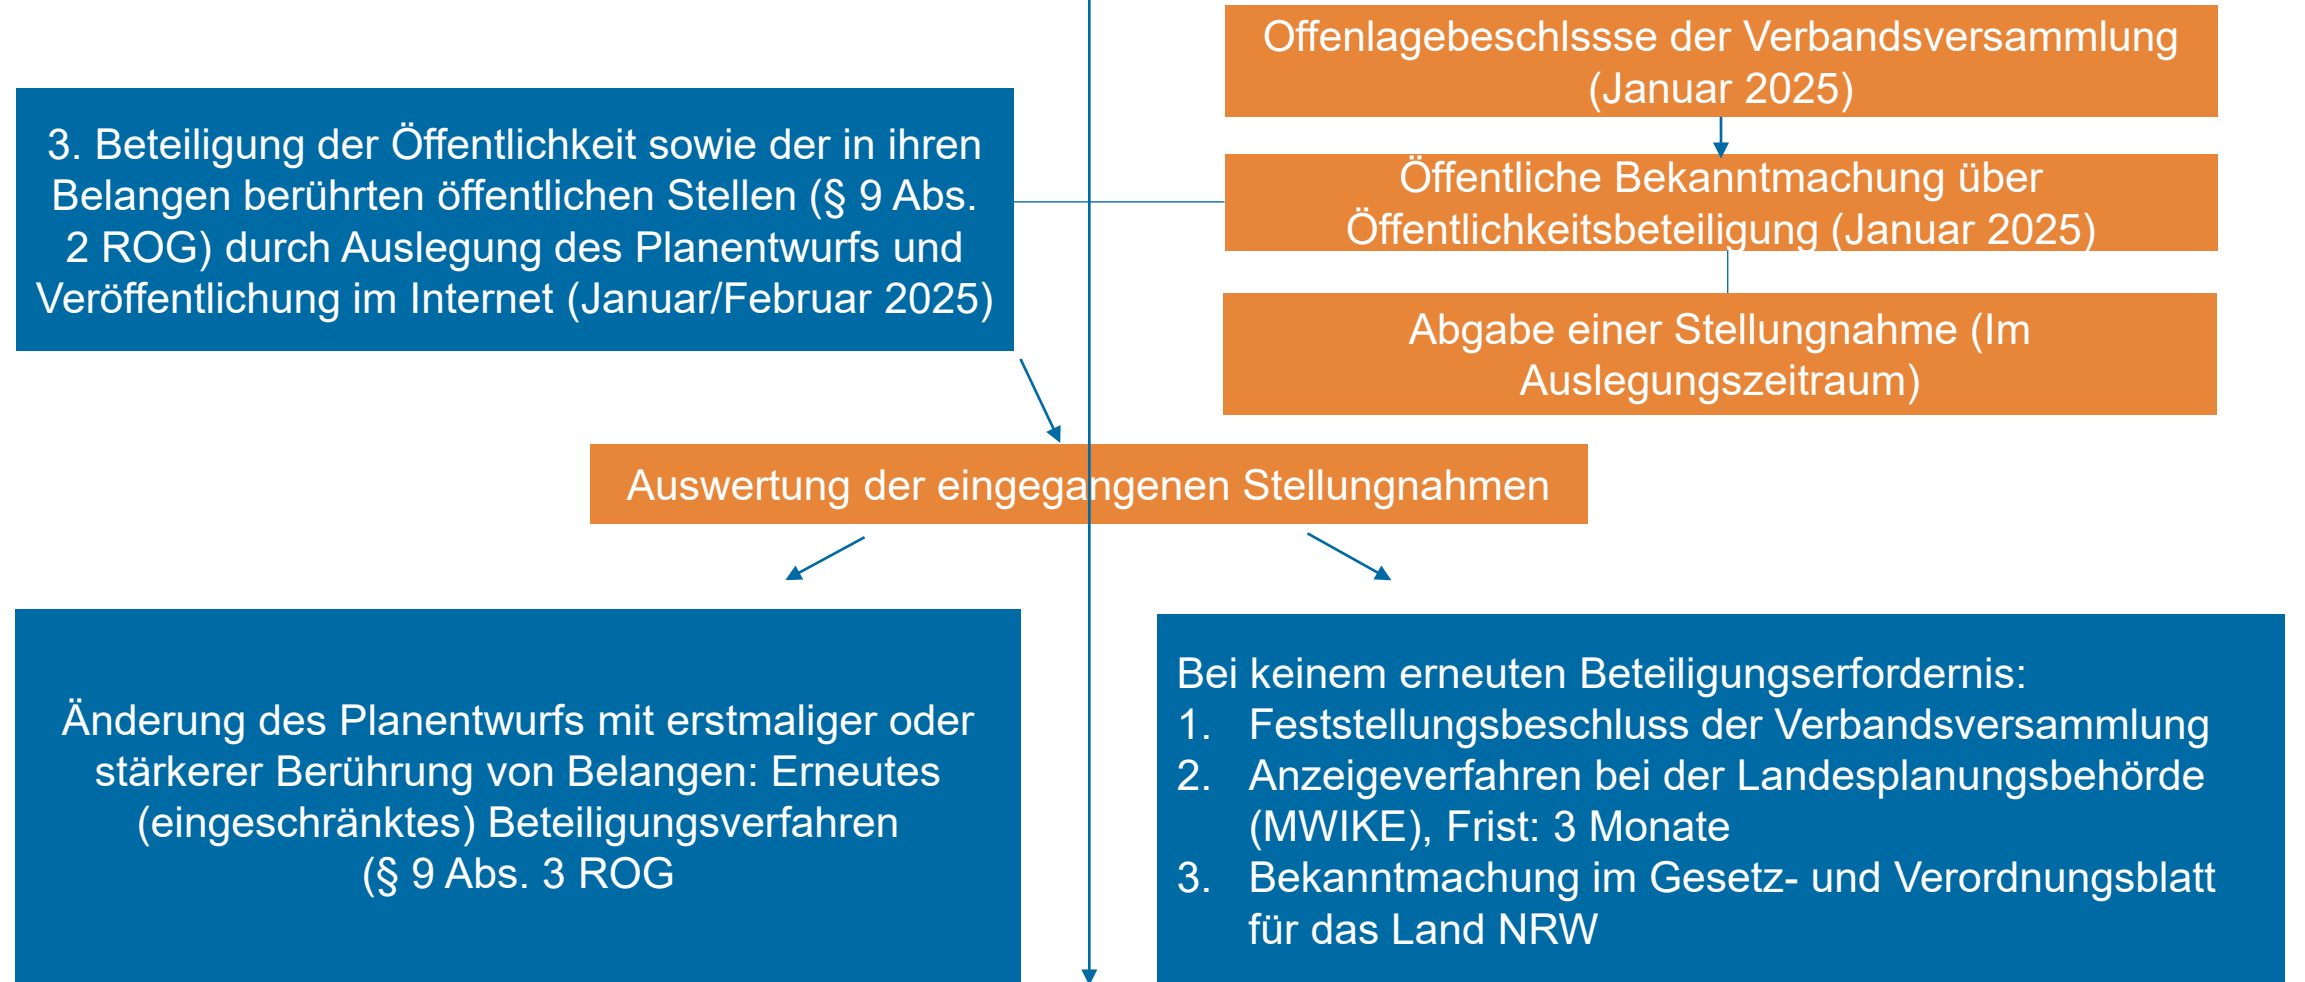 Offenlagebeschlssse der Verbandsversammlung
(Januar 2025)
3. Beteiligung der Öffentlichkeit sowie der in ihren
Belangen berührten öffentlichen Stellen (§ 9 Abs.
2 ROG) durch Auslegung des Planentwurfs und
Veröffentlichung im Internet (Januar/Februar 2025)
Öffentliche Bekanntmachung über
Öffentlichkeitsbeteiligung (Januar 2025)
Abgabe einer Stellungnahme (Im
Auslegungszeitraum)
Auswertung der eingegangenen Stellungnahmen
Änderung des Planentwurfs mit erstmaliger oder
stärkerer Berührung von Belangen: Erneutes
(eingeschränktes) Beteiligungsverfahren
(§ 9 Abs. 3 ROG
Bei keinem erneuten Beteiligungserfordernis:
1. Feststellungsbeschluss der Verbandsversammlung
2. Anzeigeverfahren bei der Landesplanungsbehörde
(MWIKE), Frist: 3 Monate
3. Bekanntmachung im Gesetz- und Verordnungsblatt
für das Land NRW